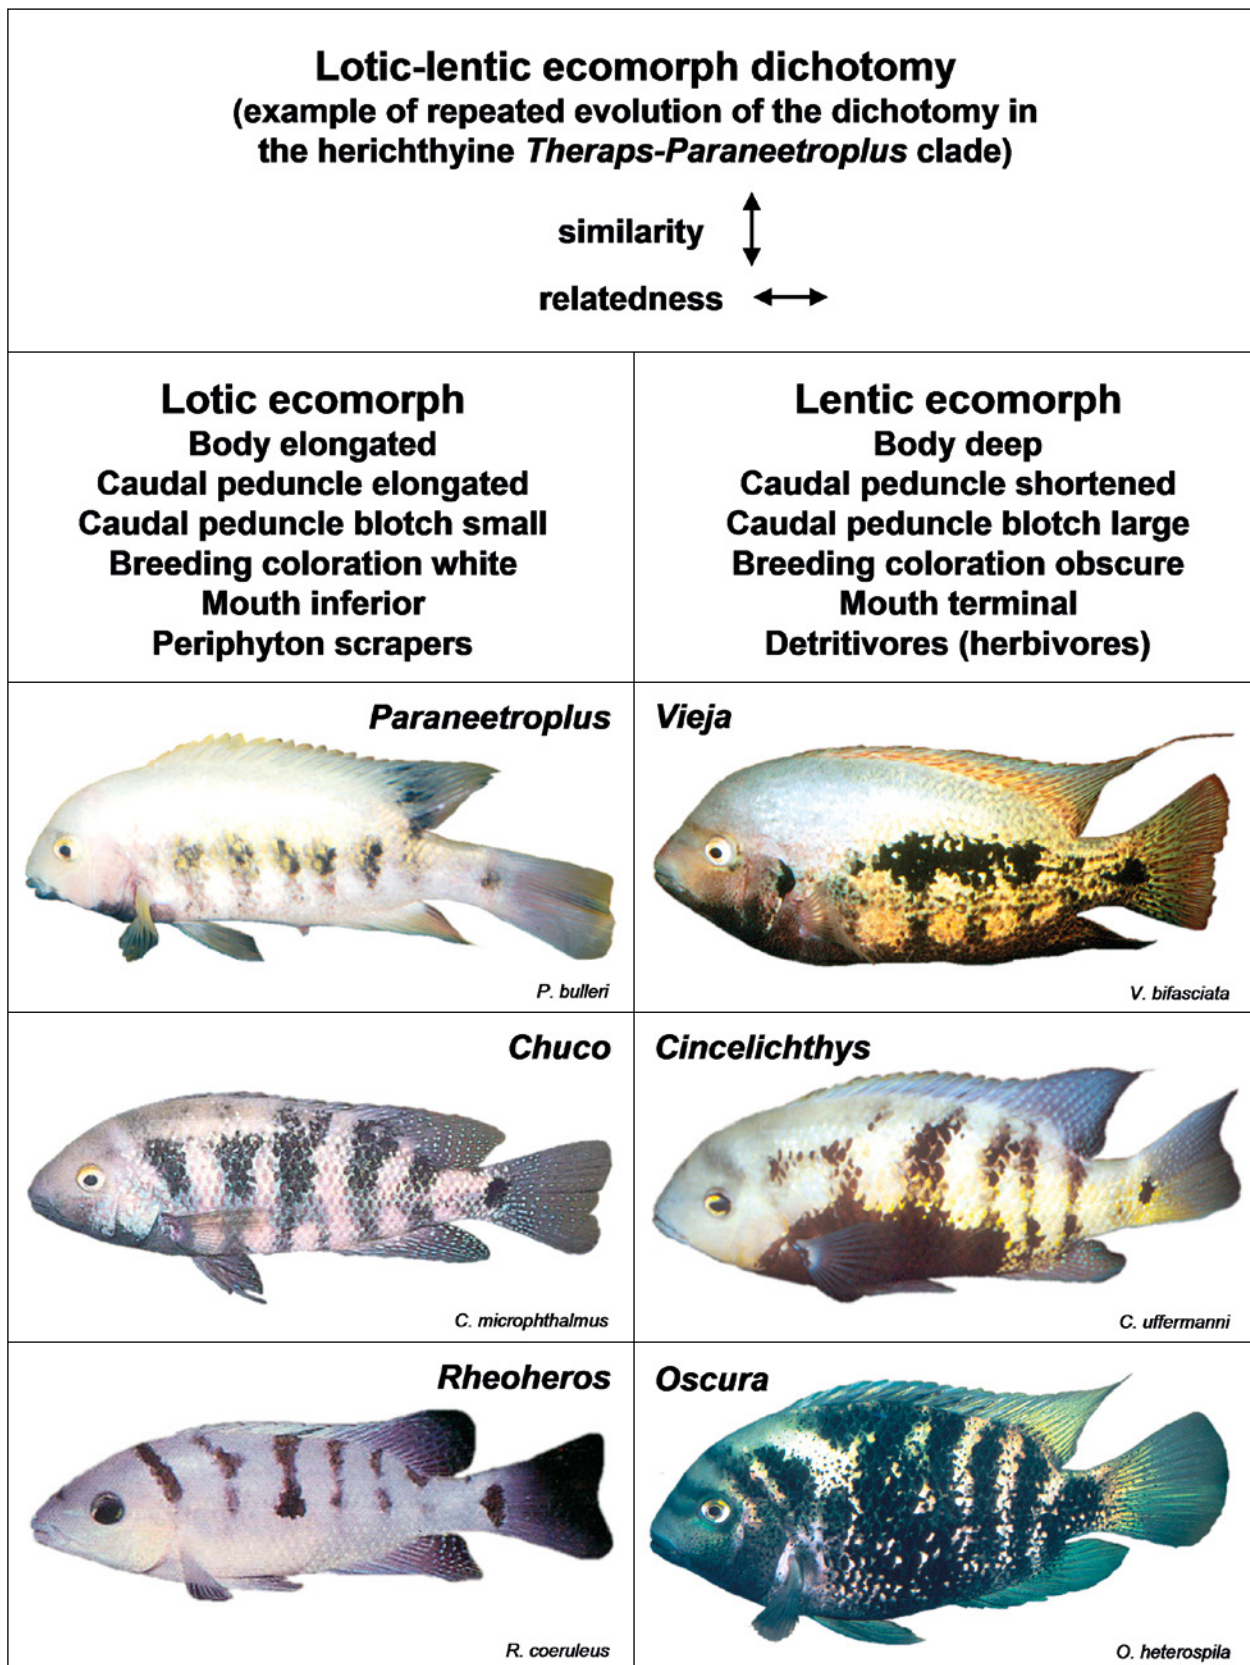 Lotic-lentic ecomorph dichotomy
(example of repeated evolution of the dichotomy in
the herichthyine Theraps-Paraneetroplus clade)
similarity
relatedness
Lotic ecomorph
Body elongated
Caudal peduncle elongated
Caudal peduncle blotch small
Breeding coloration white
Mouth inferior
Periphyton scrapers
Lentic ecomorph
Body deep
Caudal peduncle shortened
Caudal peduncle blotch large
Breeding coloration obscure
Mouth terminal
Detritivores (herbivores)
Paraneetroplus
P. bulleri
Vieja
V. bifasciata
Chuco
C. microphthalmus
Cincelichthys
C. uffermanni
Rheoheros
R. coeruleus
Oscura
O. heterospila